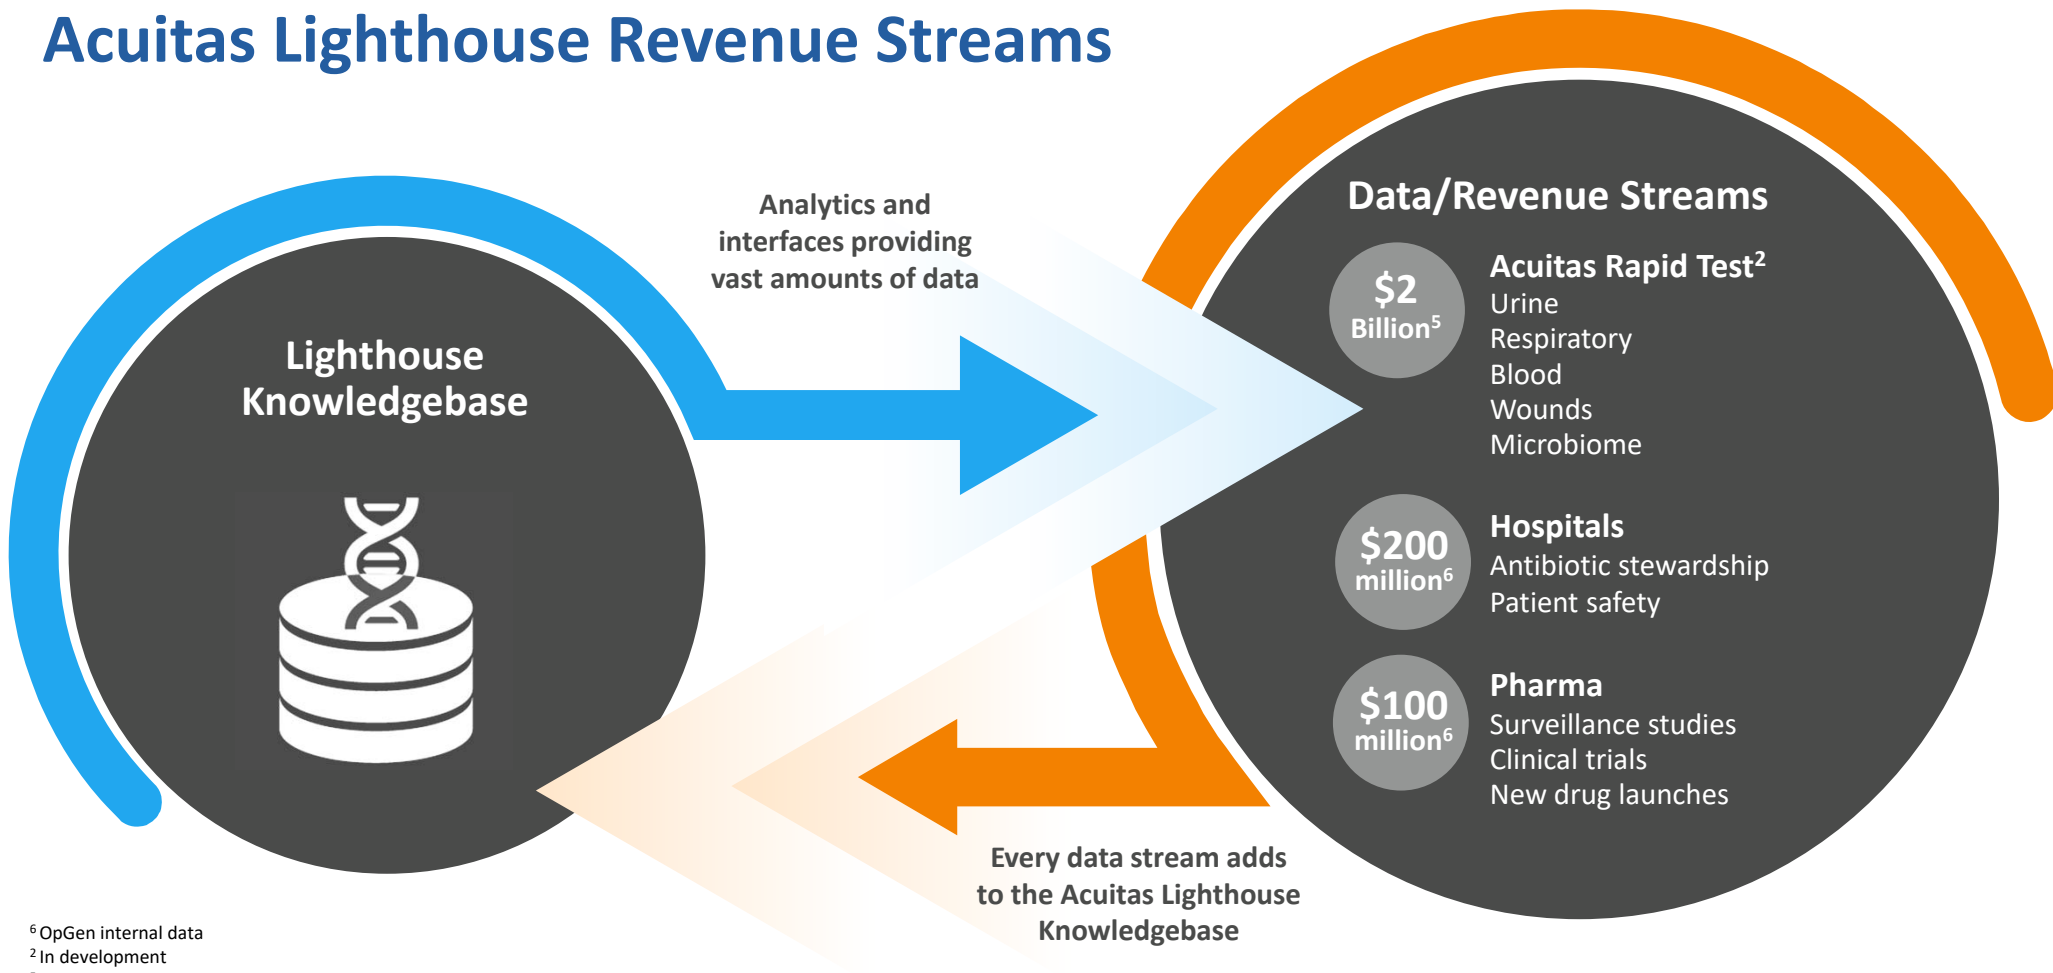 Acuitas Lighthouse Revenue Streams
Analytics and
interfaces providing
vast amounts of data
Lighthouse
Knowledgebase
Data/Revenue Streams
$2
Billion⁵
Acuitas Rapid Test²
Urine
Respiratory
Blood
Wounds
Microbiome
$200
million⁶
Hospitals
Antibiotic stewardship
Patient safety
$100
million⁶
Pharma
Surveillance studies
Clinical trials
New drug launches
Every data stream adds
to the Acuitas Lighthouse
Knowledgebase
⁶ OpGen internal data
² In development